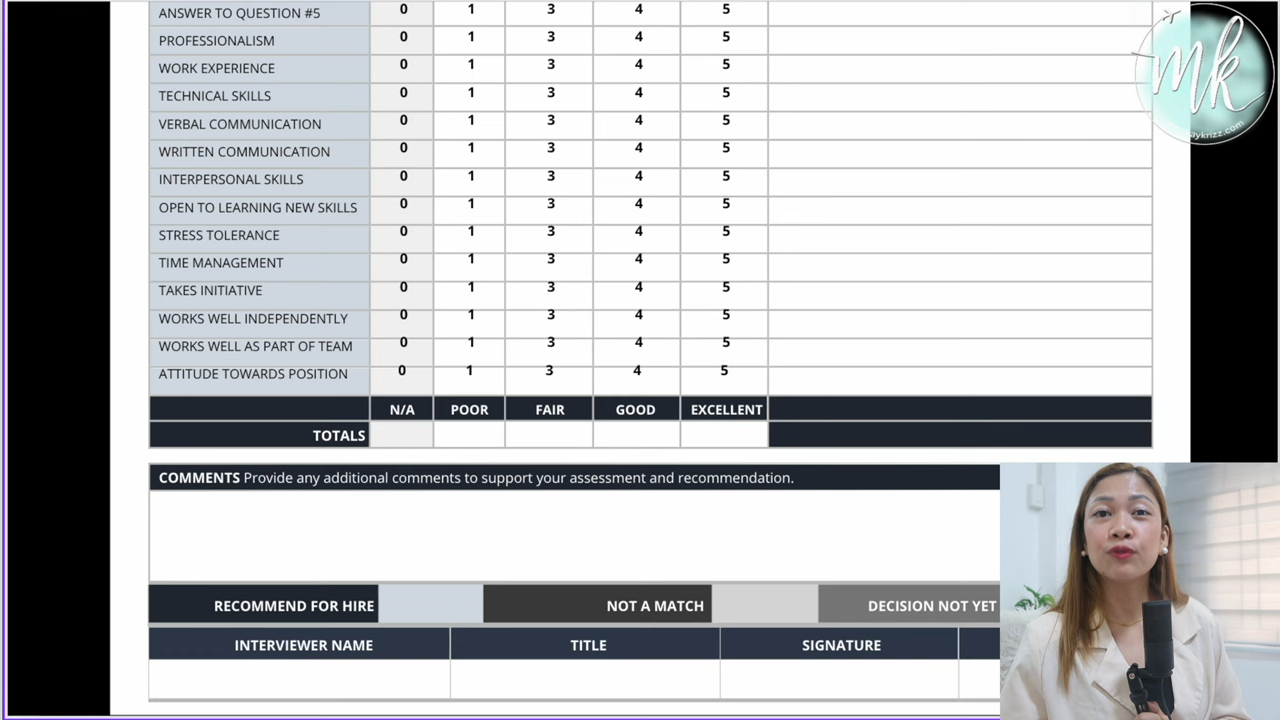 ANSWER TO QUESTION #5 0 1 3 4 5
PROFESSIONALISM 0 1 3 4 5
WORK EXPERIENCE 0 1 3 4 5
TECHNICAL SKILLS 0 1 3 4 5
VERBAL COMMUNICATION 0 1 3 4 5
WRITTEN COMMUNICATION 0 1 3 4 5
INTERPERSONAL SKILLS 0 1 3 4 5
OPEN TO LEARNING NEW SKILLS 0 1 3 4 5
STRESS TOLERANCE 0 1 3 4 5
TIME MANAGEMENT 0 1 3 4 5
TAKES INITIATIVE 0 1 3 4 5
WORKS WELL INDEPENDENTLY 0 1 3 4 5
WORKS WELL AS PART OF TEAM 0 1 3 4 5
ATTITUDE TOWARDS POSITION 0 1 3 4 5
N/A POOR FAIR GOOD EXCELLENT
TOTALS
COMMENTS Provide any additional comments to support your assessment and recommendation.
RECOMMEND FOR HIRE NOT A MATCH DECISION NOT YET
INTERVIEWER NAME TITLE SIGNATURE
mk
aykrizz.com